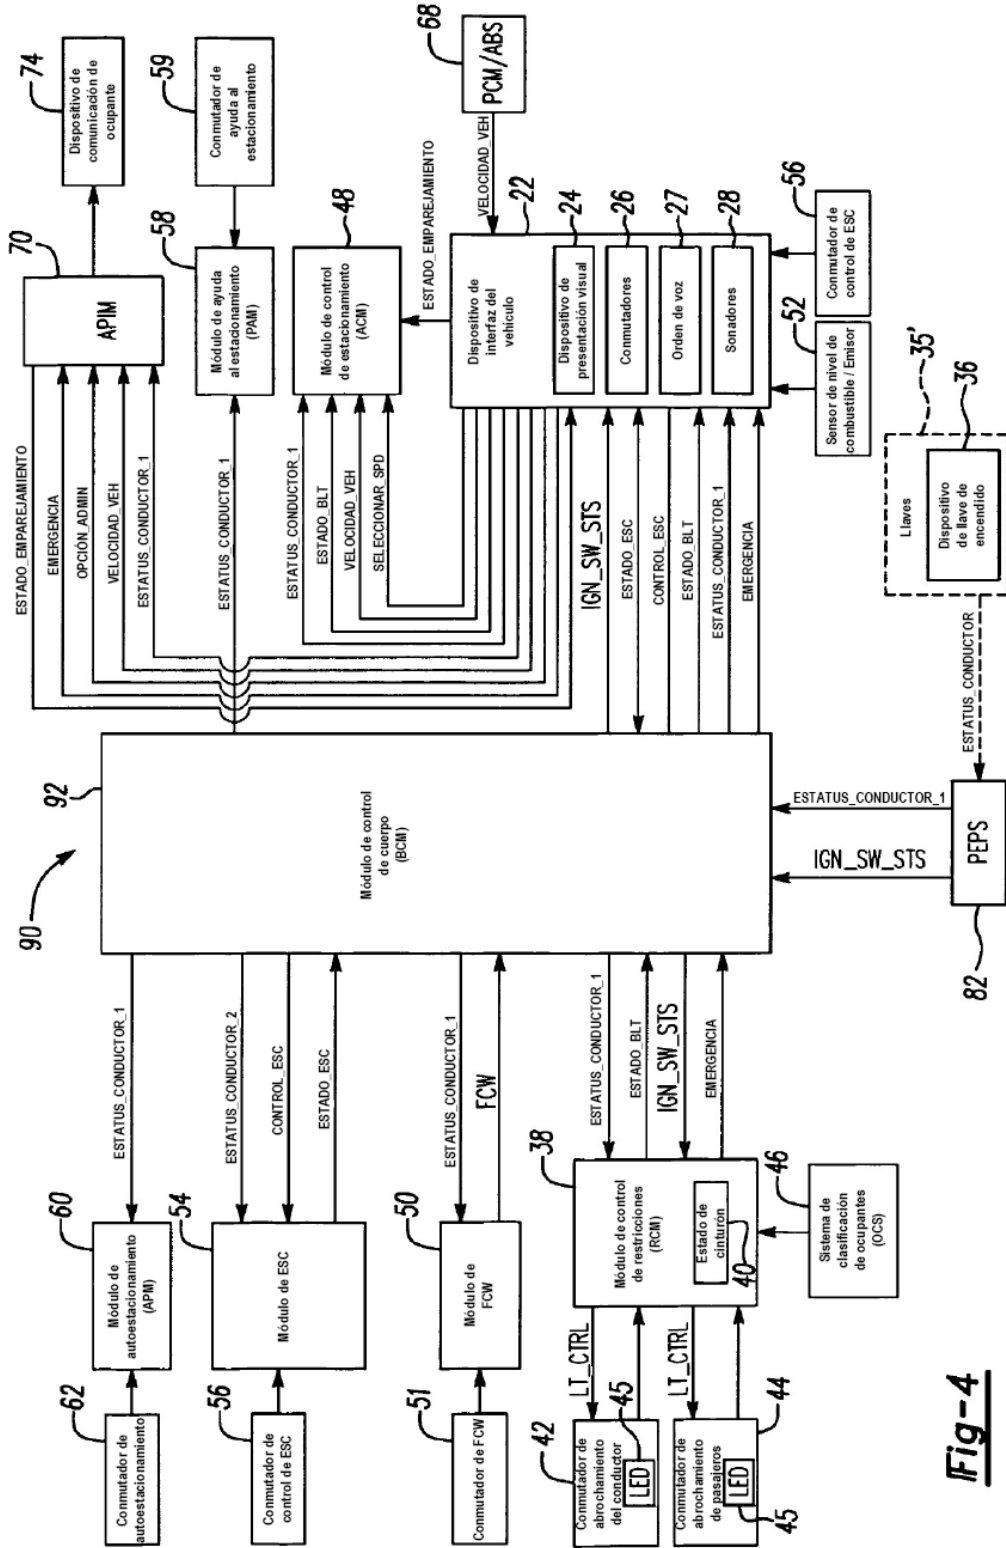 90
92
Módulo de control
de cuerpo
(BCM)
62
Conmutador de
autoestacionamiento
60
Módulo de
autoestacionamiento
(APM)
ESTATUS_CONDUCTOR_1
56
Conmutador de
control de ESC
54
Módulo de ESC
ESTATUS_CONDUCTOR_2
CONTROL_ESC
ESTADO_ESC
51
Conmutador de FCW
50
Módulo de
FCW
ESTATUS_CONDUCTOR_1
FCW
42
Conmutador de
abrochamiento
del conductor
LED
45
LT_CTRL
LT_CTRL
Conmutador de
abrochamiento
de pasajeros
LED
45
44
38
Módulo de control
de restricciones
(RCM)
Estado de
cinturón
40
46
Sistema de
clasificación
de ocupantes
(OCS)
ESTATUS_CONDUCTOR_1
ESTADO_BLT
IGN_SW_STS
EMERGENCIA
82
PEPS
IGN_SW_STS
ESTATUS_CONDUCTOR_1
ESTATUS_CONDUCTOR
35'
Llaves
36
Dispositivo
de llave de
encendido
ESTADO_EMPAREJAMIENTO
EMERGENCIA
OPCIÓN_ADMIN
VELOCIDAD_VEH
ESTATUS_CONDUCTOR_1
70
APIM
74
Dispositivo de
comunicación de
ocupante
ESTATUS_CONDUCTOR_1
58
Módulo de ayuda
al estacionamiento
(PAM)
59
Conmutador de
ayuda al
estacionamiento
ESTATUS_CONDUCTOR_1
ESTADO_BLT
VELOCIDAD_VEH
SELECCIONAR_SPD
48
Módulo de control
de estacionamiento
(ACM)
ESTADO_EMPAREJAMIENTO
68
PCM/ABS
VELOCIDAD_VEH
22
Dispositivo de
interfaz del
vehículo
24
Dispositivo de
presentación visual
26
Conmutadores
27
Orden de voz
28
Sonadores
IGN_SW_STS
ESTADO_ESC
CONTROL_ESC
ESTADO_BLT
ESTATUS_CONDUCTOR_1
EMERGENCIA
52
Sensor de nivel de
combustible / Emisor
56
Conmutador de
control de ESC
Fig-4